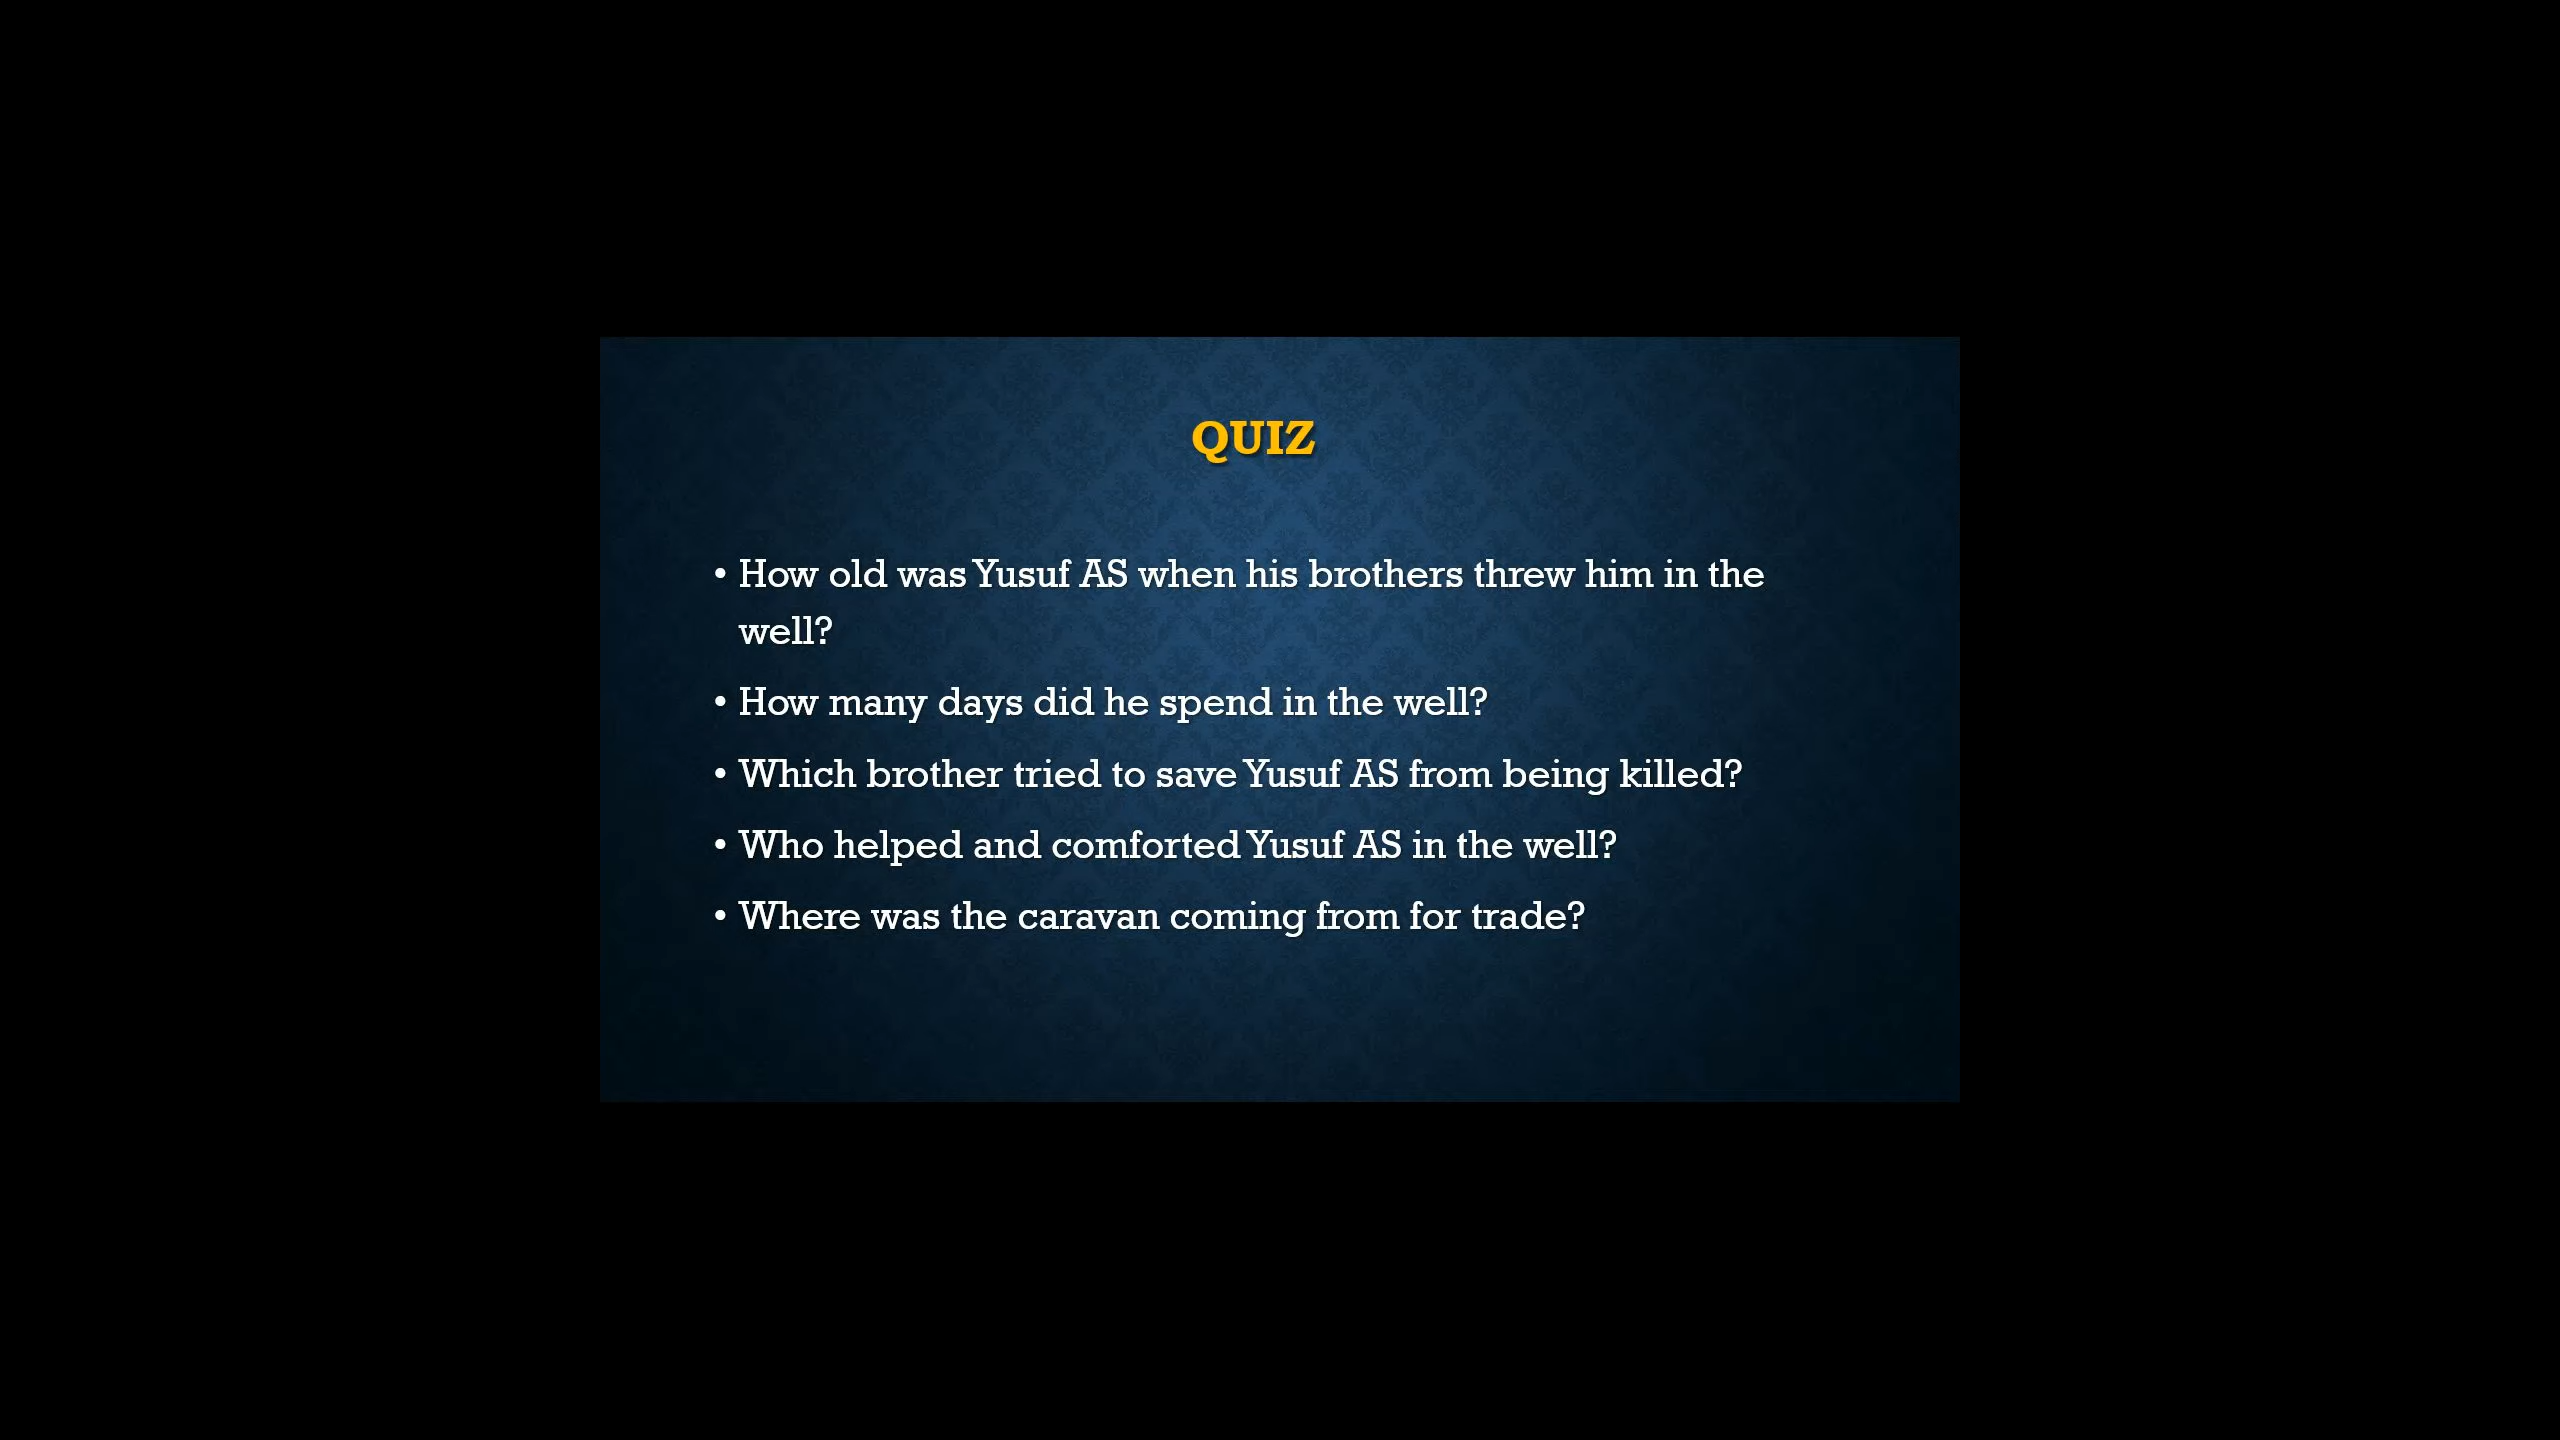 QUIZ
• How old was Yusuf AS when his brothers threw him in the
well?
• How many days did he spend in the well?
• Which brother tried to save Yusuf AS from being killed?
• Who helped and comforted Yusuf AS in the well?
• Where was the caravan coming from for trade?